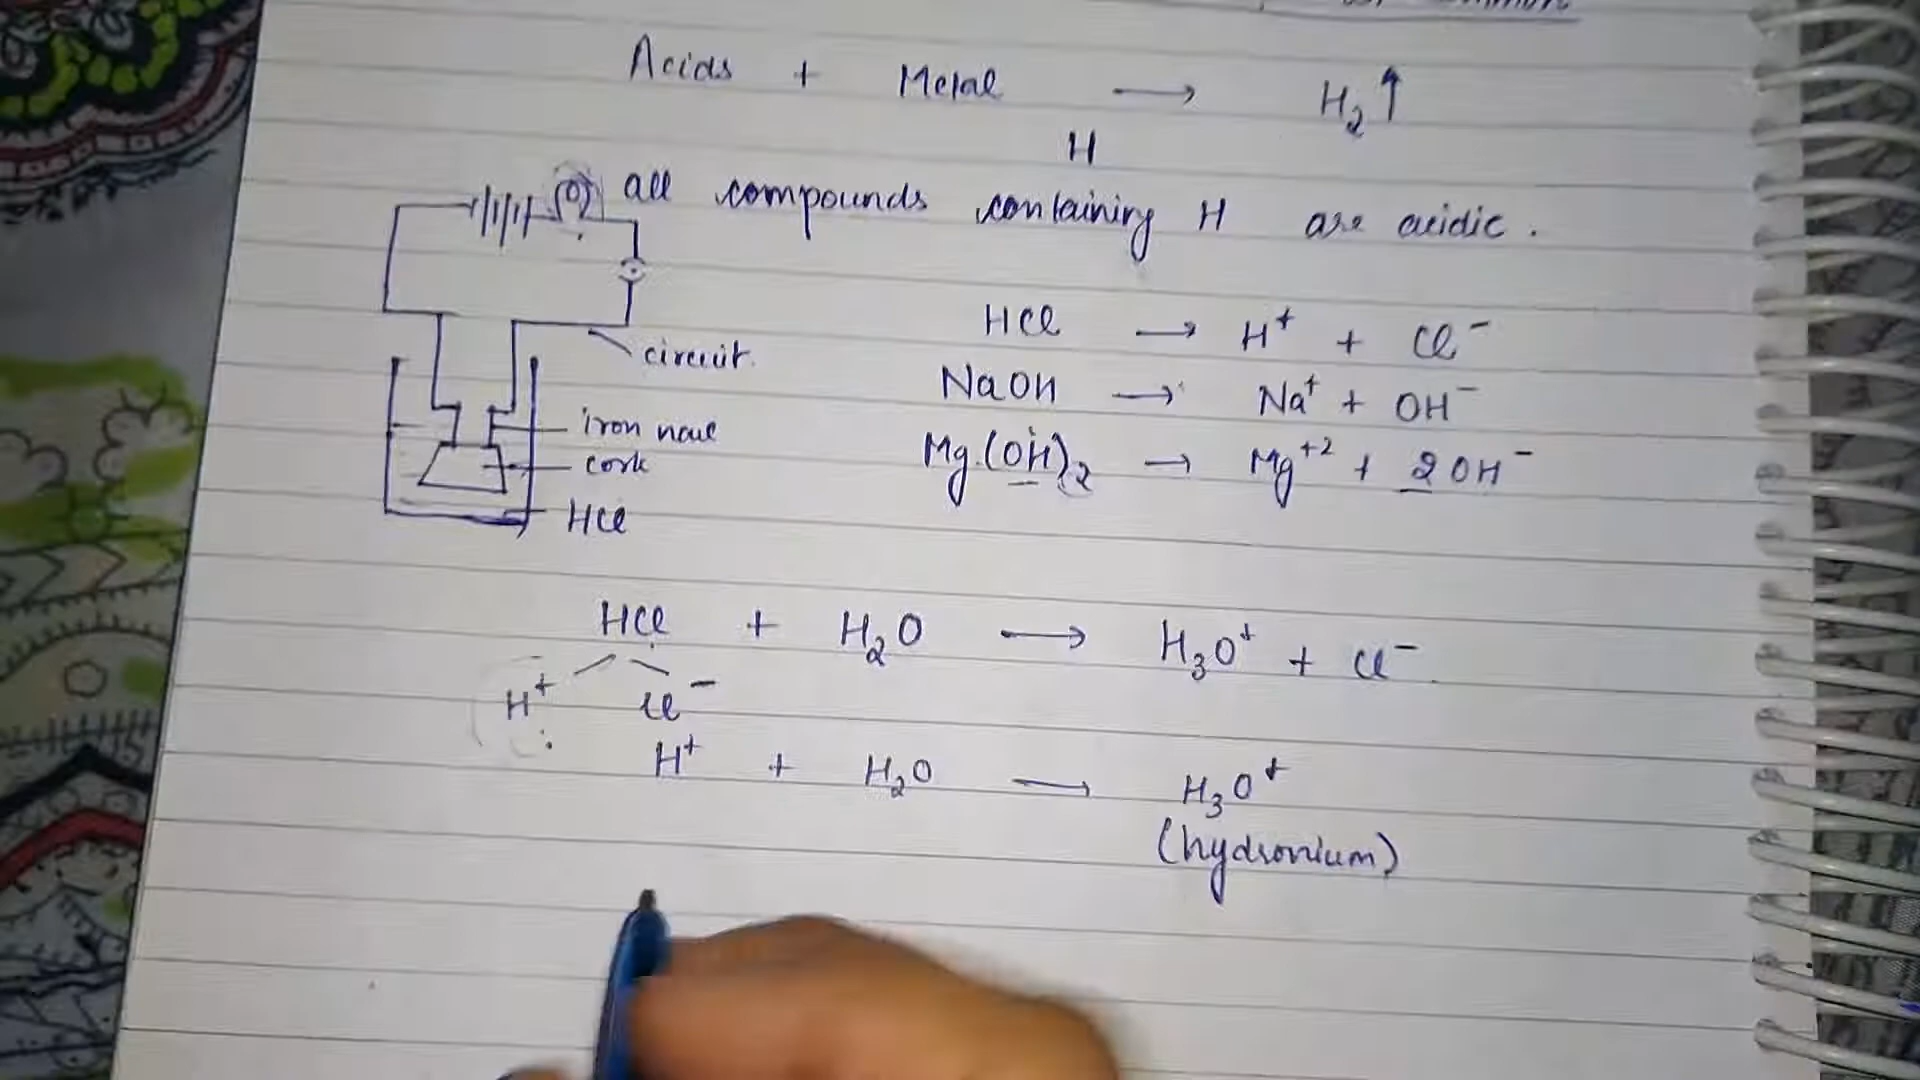 Acids + Metal → H₂↑
H
all compounds containing H are acidic.
HCl → H⁺ + Cl⁻
circuit.
NaOH → Na⁺ + OH⁻
iron nail
Mg(OH)₂ → Mg⁺² + 2OH⁻
cork
HCl
HCl + H₂O → H₃O⁺ + Cl⁻
H⁺ Cl⁻
H⁺ + H₂O → H₃O⁺
(hydronium)